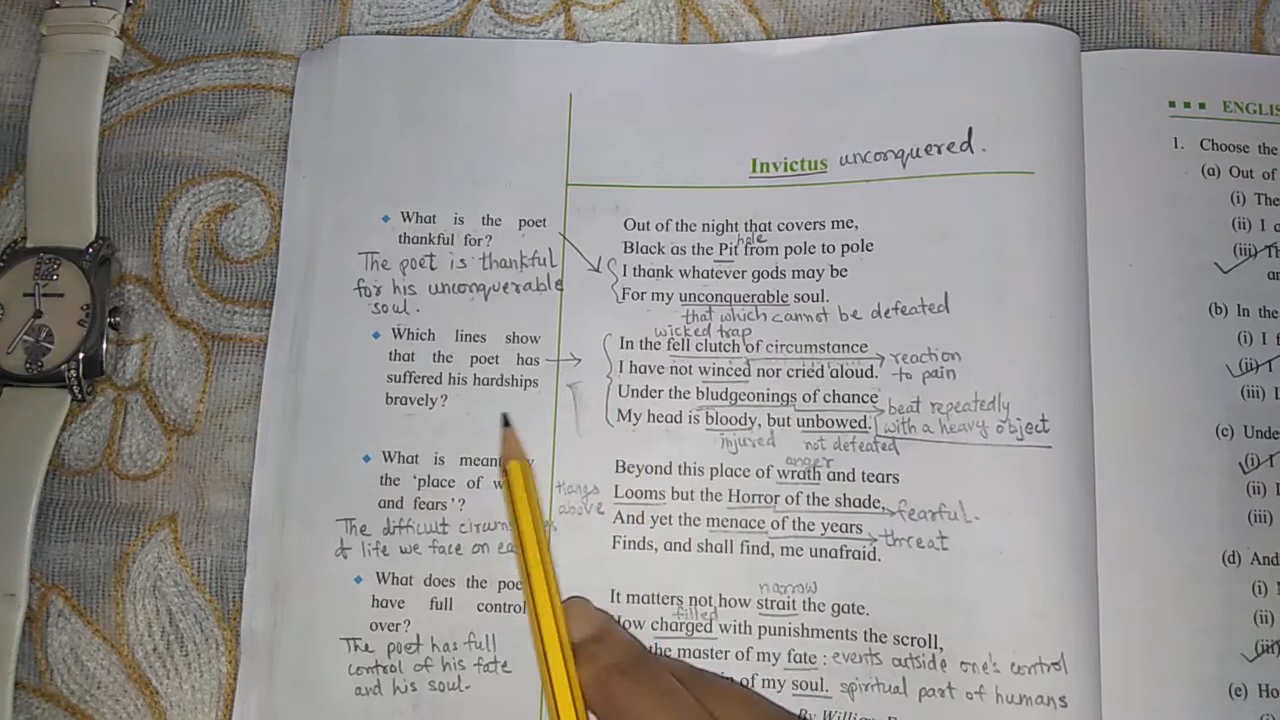 Invictus unconquered.
What is the poet
thankful for?
The poet is thankful
for his unconquerable
soul.
Which lines show
that the poet has
suffered his hardships
bravely?
What is
the 'place of
and fears'?
The difficult
of life we face on
What does the
have full control
over?
The poet has full
control of his fate
and his soul.
Out of the night that covers me,
hole
Black as the Pit from pole to pole
I thank whatever gods may be
For my unconquerable soul.
that which cannot be defeated
wicked trap
In the fell clutch of circumstance
reaction
I have not winced nor cried aloud.
to pain
Under the bludgeonings of chance
beat repeatedly
My head is bloody, but unbowed.
with a heavy object
injured not defeated
anger
Beyond this place of wrath and tears
Hangs
above
Looms but the Horror of the shade,
fearful.
And yet the menace of the years
threat
Finds, and shall find, me unafraid.
narrow
It matters not how strait the gate.
filled
How charged with punishments the scroll,
the master of my fate : events outside one's control
of my soul. spiritual part of humans
By
ENGLIS
1. Choose the
(a) Out of
(i) The
(ii) I
(iii)
(b) In the
(i) I
(ii) I
(iii)
(c) Unde
(i) I
(ii)
(iii)
(d) And
(i)
(ii)
(iii)
(e) Ho